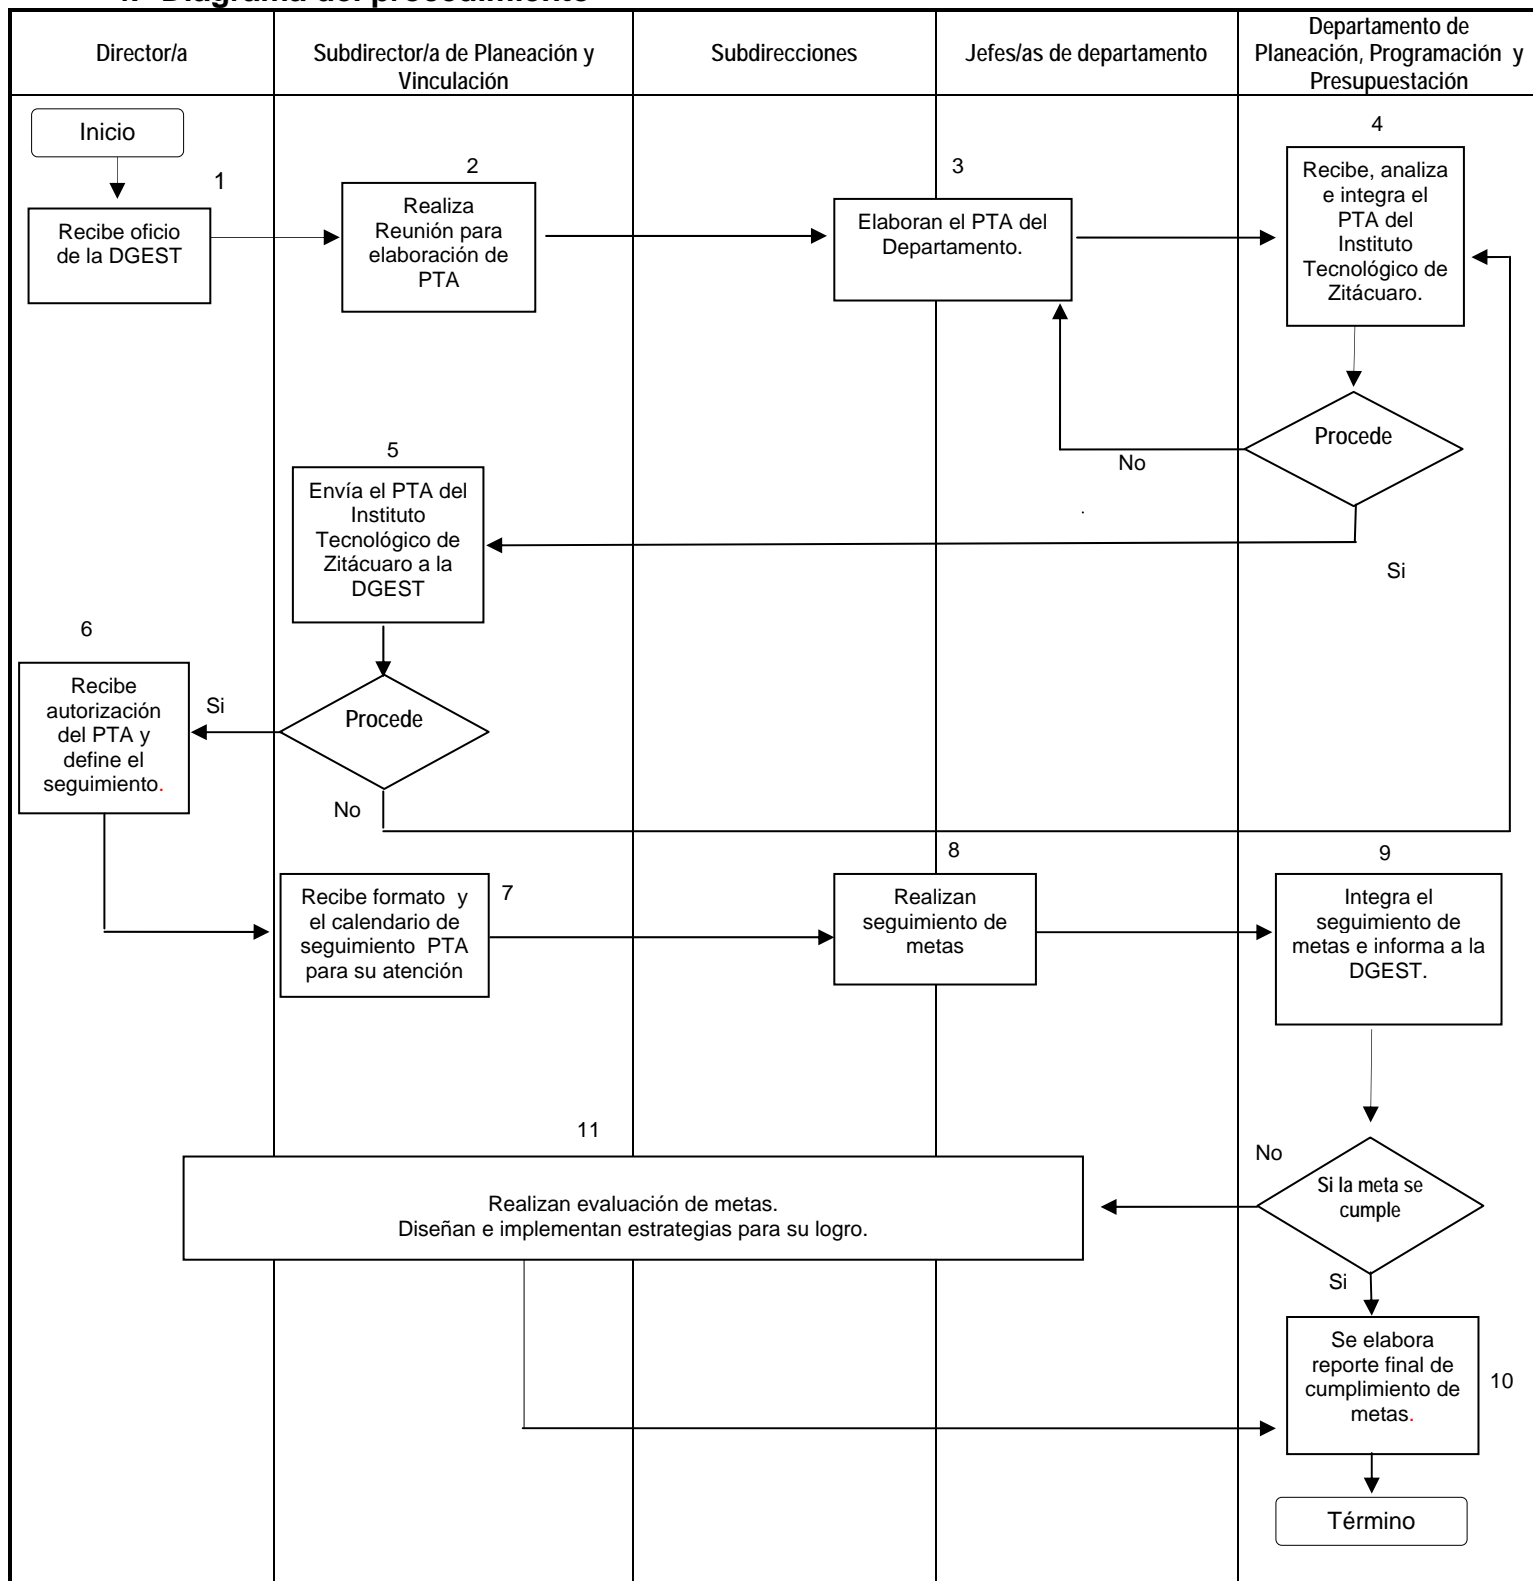 4. Diagrama del procedimiento
Director/a
Subdirector/a de Planeación y
Vinculación
Subdirecciones
Jefes/as de departamento
Departamento de
Planeación, Programación y
Presupuestación
Inicio
1
Recibe oficio
de la DGEST
2
Realiza
Reunión para
elaboración de
PTA
3
Elaboran el PTA del
Departamento.
4
Recibe, analiza
e integra el
PTA del
Instituto
Tecnológico de
Zitácuaro.
Procede
No
Si
5
Envía el PTA del
Instituto
Tecnológico de
Zitácuaro a la
DGEST
Procede
Si
No
6
Recibe
autorización
del PTA y
define el
seguimiento.
7
Recibe formato y
el calendario de
seguimiento PTA
para su atención
8
Realizan
seguimiento de
metas
9
Integra el
seguimiento de
metas e informa a la
DGEST.
Si la meta se
cumple
No
Si
11
Realizan evaluación de metas.
Diseñan e implementan estrategias para su logro.
Se elabora
reporte final de
cumplimiento de
metas.
10
Término